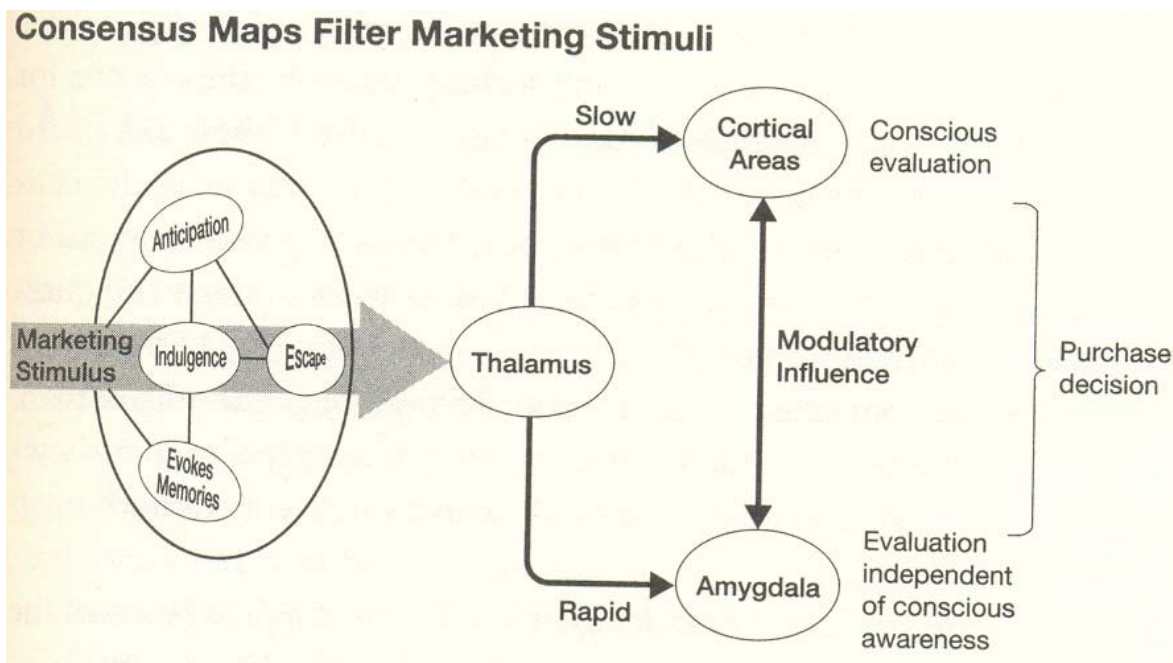 Consensus Maps Filter Marketing Stimuli
Slow
Cortical
Areas
Conscious
evaluation
Anticipation
Marketing
Stimulus
Indulgence
Escape
Thalamus
Modulatory
Influence
Purchase
decision
Evokes
Memories
Rapid
Amygdala
Evaluation
independent
of conscious
awareness